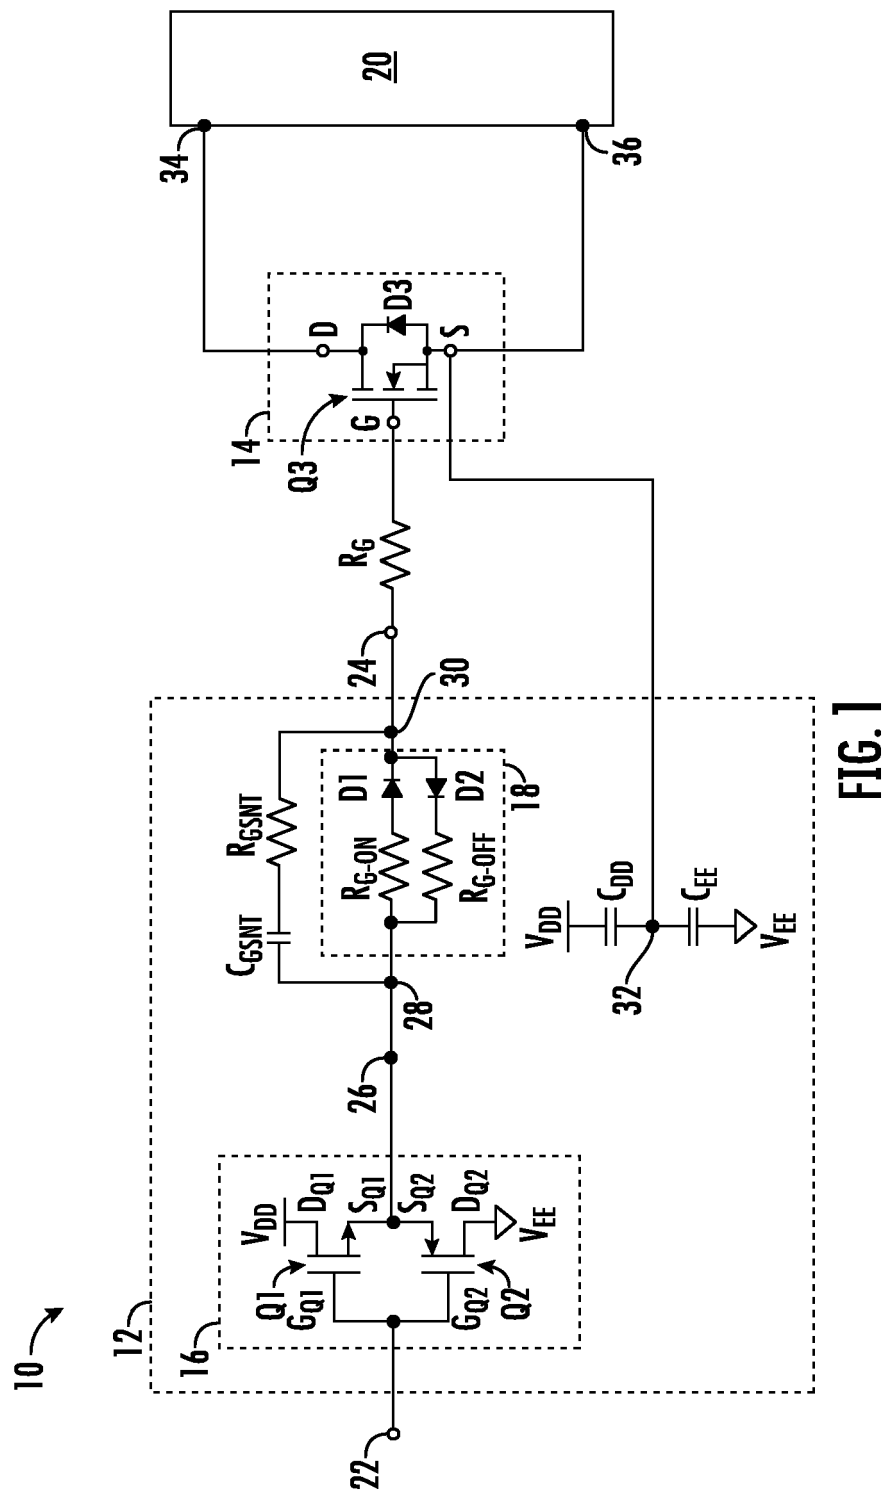 10
12
16
22
V_DD
D_Q1
Q1
G_Q1
S_Q1
S_Q2
G_Q2
D_Q2
Q2
V_EE
26
28
C_GSNT
R_GSNT
R_G-ON
D1
R_G-OFF
D2
18
30
24
R_G
V_DD
C_DD
32
C_EE
V_EE
14
Q3
G
D
D3
S
34
36
20
FIG. 1